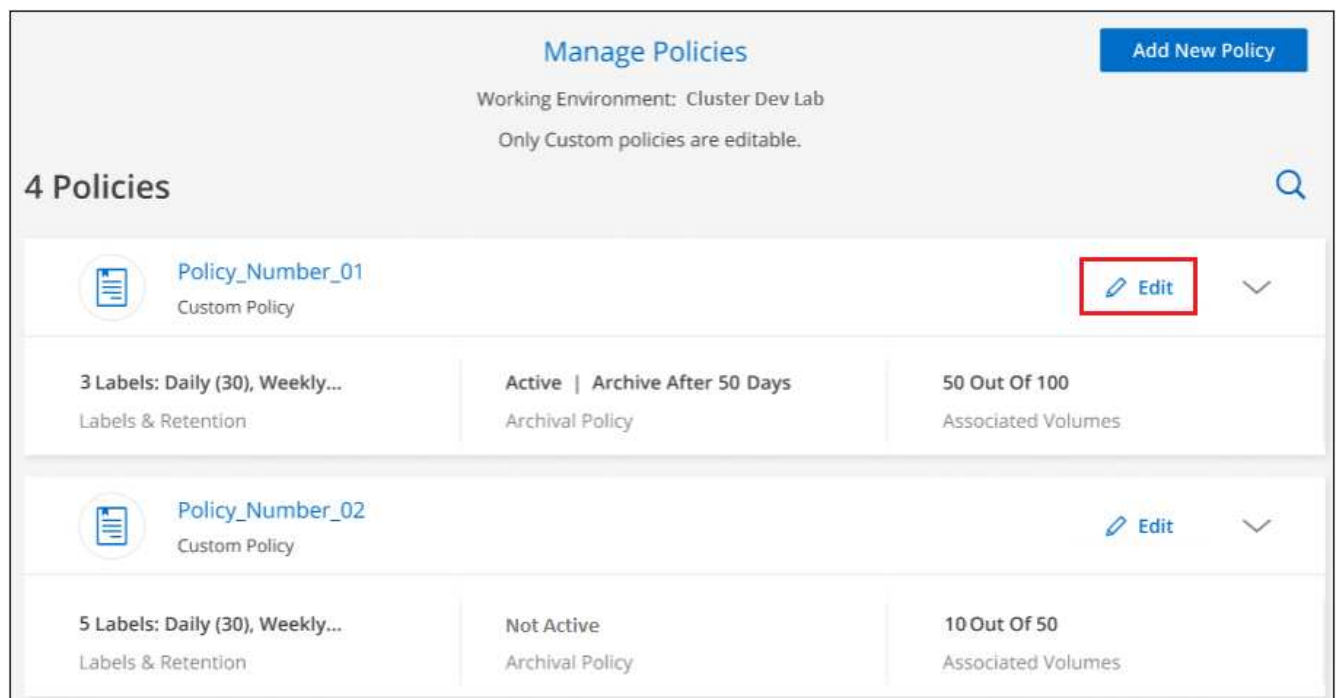 Manage Policies
Add New Policy
Working Environment: Cluster Dev Lab
Only Custom policies are editable.
4 Policies
Policy_Number_01
Custom Policy
Edit
3 Labels: Daily (30), Weekly...
Labels & Retention
Active | Archive After 50 Days
Archival Policy
50 Out Of 100
Associated Volumes
Policy_Number_02
Custom Policy
Edit
5 Labels: Daily (30), Weekly...
Labels & Retention
Not Active
Archival Policy
10 Out Of 50
Associated Volumes